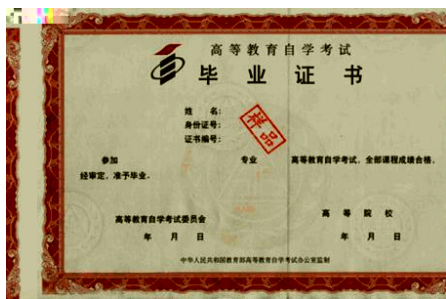 高等教育自学考试
毕业证书
姓 名：
身份证号：
证书编号：
样品
参加 专业 高等教育自学考试，全部课程成绩合格，
经审定，准予毕业。
高等教育自学考试委员会 高等院校
年 月 日 年 月 日
中华人民共和国教育部高等教育自学考试办公室监制